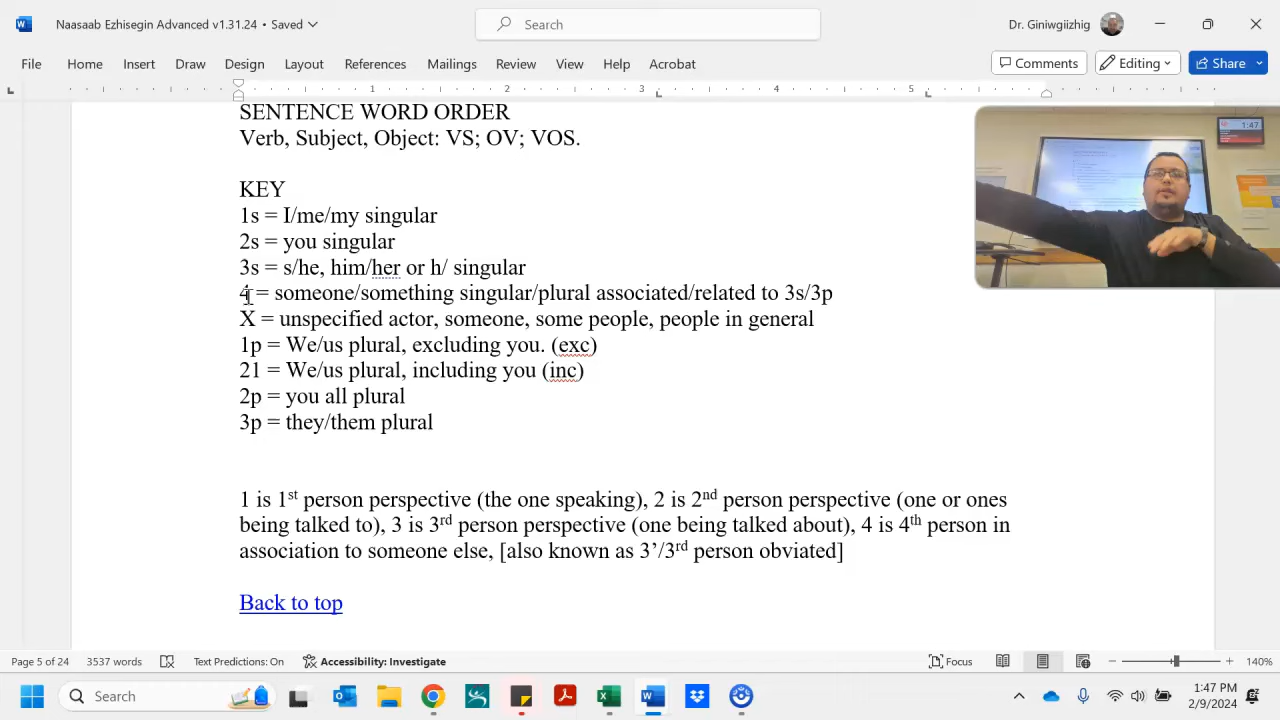 Naasaab Ezhisegin Advanced v1.31.24 • Saved
Search
Dr. Giniwgiizhig
File Home Insert Draw Design Layout References Mailings Review View Help Acrobat
Comments Editing Share
1 2 3 4 5
SENTENCE WORD ORDER
Verb, Subject, Object: VS; OV; VOS.
1:47
KEY
1s = I/me/my singular
2s = you singular
3s = s/he, him/her or h/ singular
4 = someone/something singular/plural associated/related to 3s/3p
X = unspecified actor, someone, some people, people in general
1p = We/us plural, excluding you. (exc)
21 = We/us plural, including you (inc)
2p = you all plural
3p = they/them plural
1 is 1st person perspective (the one speaking), 2 is 2nd person perspective (one or ones
being talked to), 3 is 3rd person perspective (one being talked about), 4 is 4th person in
association to someone else, [also known as 3’/3rd person obviated]
Back to top
Page 5 of 24 3537 words Text Predictions: On Accessibility: Investigate Focus 140%
Search
1:47 PM
2/9/2024